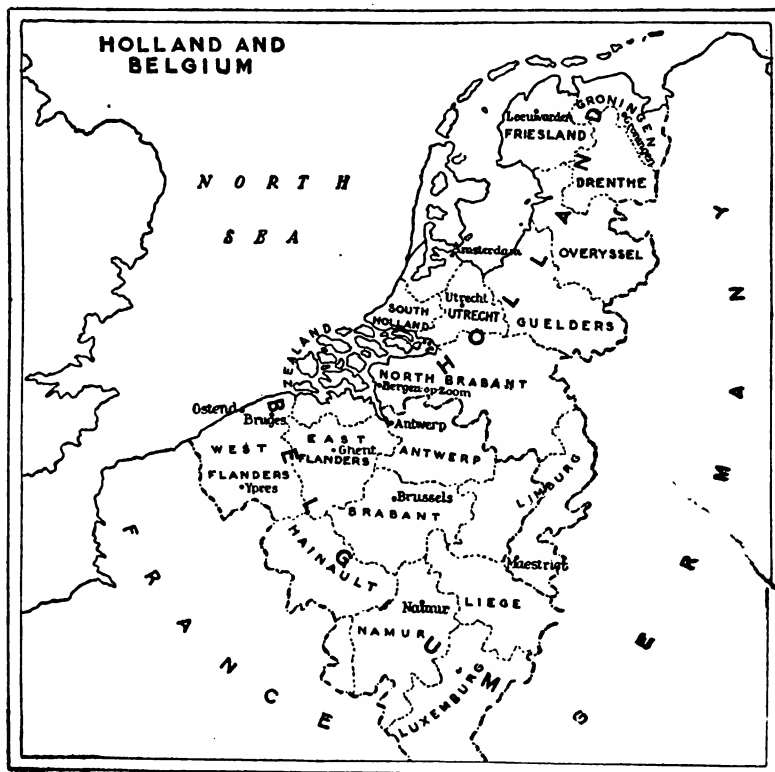 HOLLAND AND
BELGIUM
NORTH
SEA
GRONINGEN
Leeuwarden
Groningen
FRIESLAND
DRENTHE
HOLLAND
Amsterdam
OVERYSSEL
Utrecht
UTRECHT
SOUTH
HOLLAND
GUELDERS
ZEALAND
NORTH BRABANT
Bergen op Zoom
Ostend
Bruges
Antwerp
ANTWERP
WEST
FLANDERS
EAST
FLANDERS
Ghent
Ypres
BELGIUM
Brussels
BRABANT
LIMBURG
HAINAULT
Maestrigt
Namur
NAMUR
LIEGE
LUXEMBURG
FRANCE
GERMANY